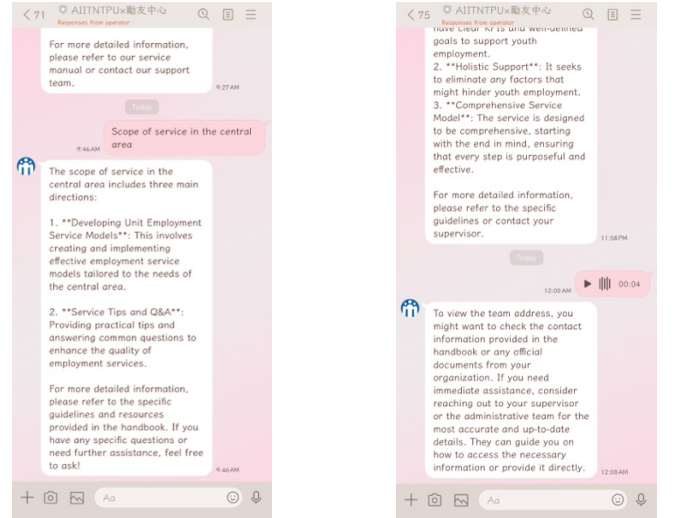 71
AIITNTPU×勵友中心
Responses from operator
For more detailed information,
please refer to our service
manual or contact our support
team.
9:27 AM
Today
Scope of service in the central
area
9:46 AM
The scope of service in the
central area includes three main
directions:
1. **Developing Unit Employment
Service Models**: This involves
creating and implementing
effective employment service
models tailored to the needs of
the central area.
2. **Service Tips and Q&A**:
Providing practical tips and
answering common questions to
enhance the quality of
employment services.
For more detailed information,
please refer to the specific
guidelines and resources
provided in the handbook. If you
have any specific questions or
need further assistance, feel free
to ask!
9:46 AM
Aa
75
AIITNTPU×勵友中心
Responses from operator
have clear KPIs and well-defined
goals to support youth
employment.
2. **Holistic Support**: It seeks
to eliminate any factors that
might hinder youth employment.
3. **Comprehensive Service
Model**: The service is designed
to be comprehensive, starting
with the end in mind, ensuring
that every step is purposeful and
effective.
For more detailed information,
please refer to the specific
guidelines or contact your
supervisor.
11:58 PM
Today
00:04
12:00 AM
To view the team address, you
might want to check the contact
information provided in the
handbook or any official
documents from your
organization. If you need
immediate assistance, consider
reaching out to your supervisor
or the administrative team for the
most accurate and up-to-date
details. They can guide you on
how to access the necessary
information or provide it directly.
12:00 AM
Aa